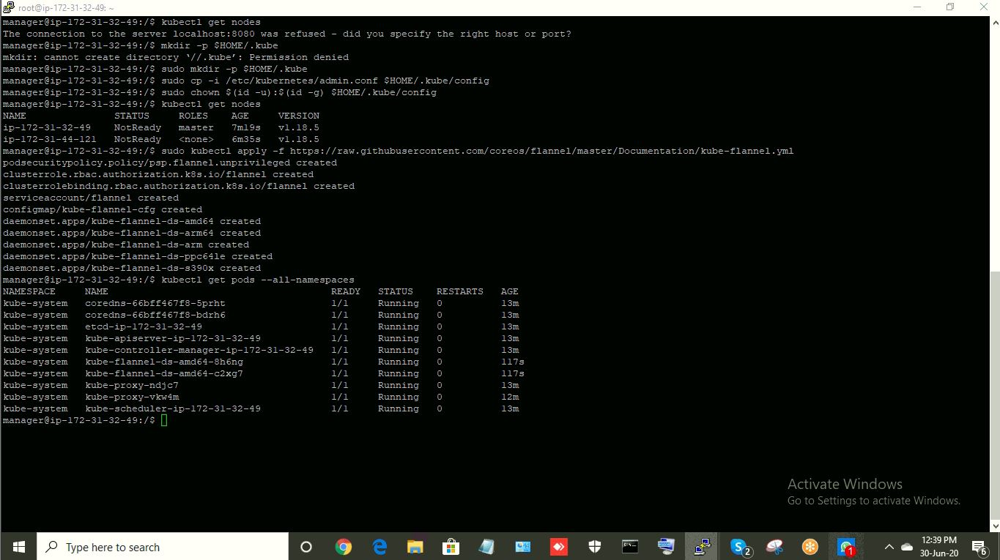 root@ip-172-31-32-49: ~
manager@ip-172-31-32-49:/$ kubectl get nodes
The connection to the server localhost:8080 was refused - did you specify the right host or port?
manager@ip-172-31-32-49:/$ mkdir -p $HOME/.kube
mkdir: cannot create directory ‘//.kube’: Permission denied
manager@ip-172-31-32-49:/$ sudo mkdir -p $HOME/.kube
manager@ip-172-31-32-49:/$ sudo cp -i /etc/kubernetes/admin.conf $HOME/.kube/config
manager@ip-172-31-32-49:/$ sudo chown $(id -u):$(id -g) $HOME/.kube/config
manager@ip-172-31-32-49:/$ kubectl get nodes
NAME STATUS ROLES AGE VERSION
ip-172-31-32-49 NotReady master 7m19s v1.18.5
ip-172-31-44-121 NotReady <none> 6m35s v1.18.5
manager@ip-172-31-32-49:/$ sudo kubectl apply -f https://raw.githubusercontent.com/coreos/flannel/master/Documentation/kube-flannel.yml
podsecuritypolicy.policy/psp.flannel.unprivileged created
clusterrole.rbac.authorization.k8s.io/flannel created
clusterrolebinding.rbac.authorization.k8s.io/flannel created
serviceaccount/flannel created
configmap/kube-flannel-cfg created
daemonset.apps/kube-flannel-ds-amd64 created
daemonset.apps/kube-flannel-ds-arm64 created
daemonset.apps/kube-flannel-ds-arm created
daemonset.apps/kube-flannel-ds-ppc64le created
daemonset.apps/kube-flannel-ds-s390x created
manager@ip-172-31-32-49:/$ kubectl get pods --all-namespaces
NAMESPACE NAME READY STATUS RESTARTS AGE
kube-system coredns-66bff467f8-5prht 1/1 Running 0 13m
kube-system coredns-66bff467f8-bdrh6 1/1 Running 0 13m
kube-system etcd-ip-172-31-32-49 1/1 Running 0 13m
kube-system kube-apiserver-ip-172-31-32-49 1/1 Running 0 13m
kube-system kube-controller-manager-ip-172-31-32-49 1/1 Running 0 13m
kube-system kube-flannel-ds-amd64-8h6ng 1/1 Running 0 117s
kube-system kube-flannel-ds-amd64-c2xg7 1/1 Running 0 117s
kube-system kube-proxy-ndjc7 1/1 Running 0 13m
kube-system kube-proxy-vkw4m 1/1 Running 0 12m
kube-system kube-scheduler-ip-172-31-32-49 1/1 Running 0 13m
manager@ip-172-31-32-49:/$
Activate Windows
Go to Settings to activate Windows.
Type here to search
2
1
12:39 PM
30-Jun-20
6